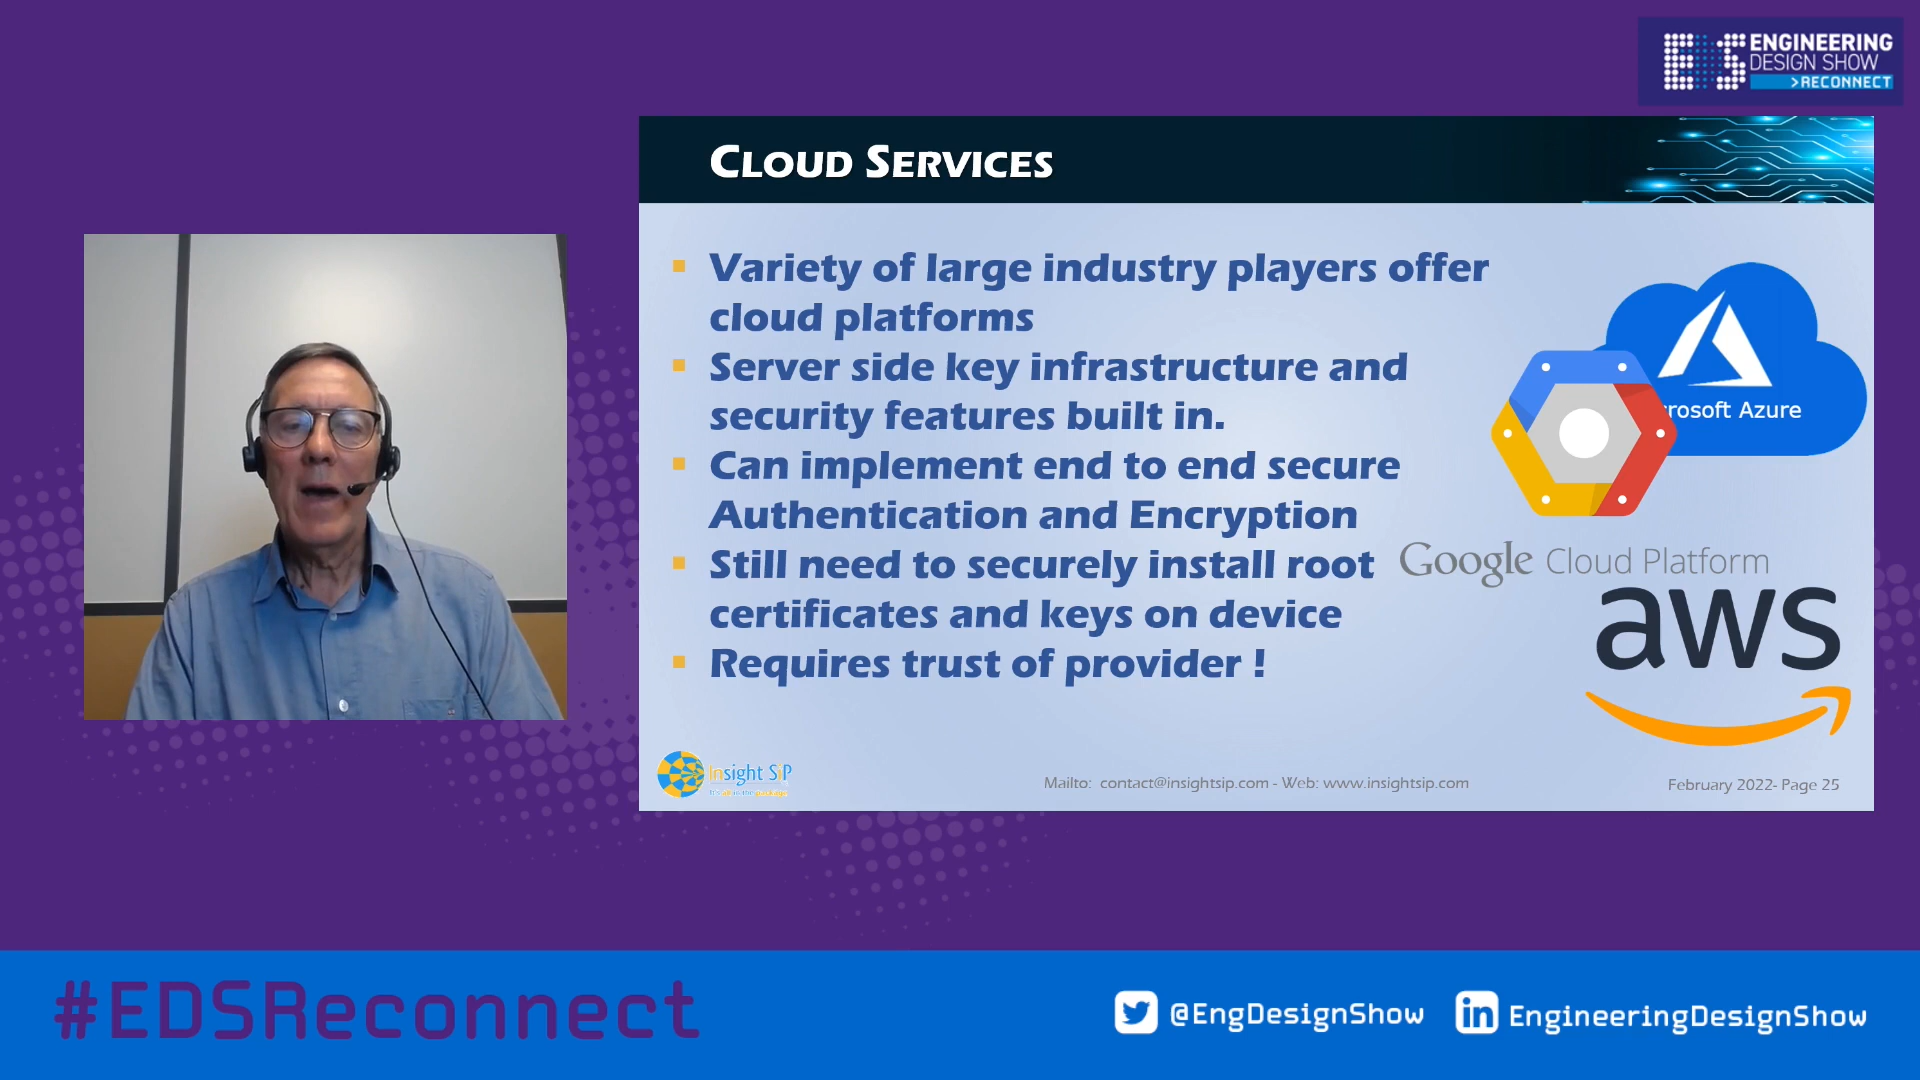 ENGINEERING
DESIGN SHOW
>RECONNECT
CLOUD SERVICES
Variety of large industry players offer
cloud platforms
Server side key infrastructure and
security features built in.
Can implement end to end secure
Authentication and Encryption
Still need to securely install root
certificates and keys on device
Requires trust of provider !
rosoft Azure
Google Cloud Platform
aws
Insight SiP
Mailto: contact@insightsip.com - Web: www.insightsip.com
February 2022- Page 25
#EDSReconnect
@EngDesignShow
in EngineeringDesignShow